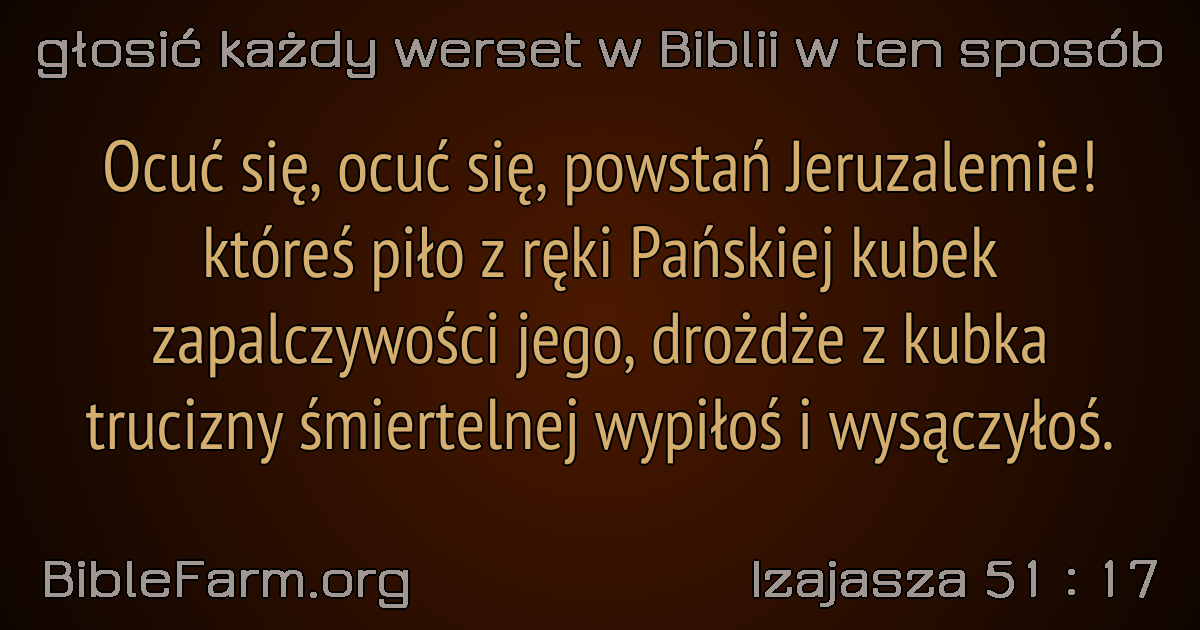 głosić każdy werset w Biblii w ten sposób
Ocuć się, ocuć się, powstań Jeruzalemie!
któreś piło z ręki Pańskiej kubek
zapalczywości jego, drożdże z kubka
trucizny śmiertelnej wypiłoś i wysączyłoś.
BibleFarm.org
Izajasza 51 : 17